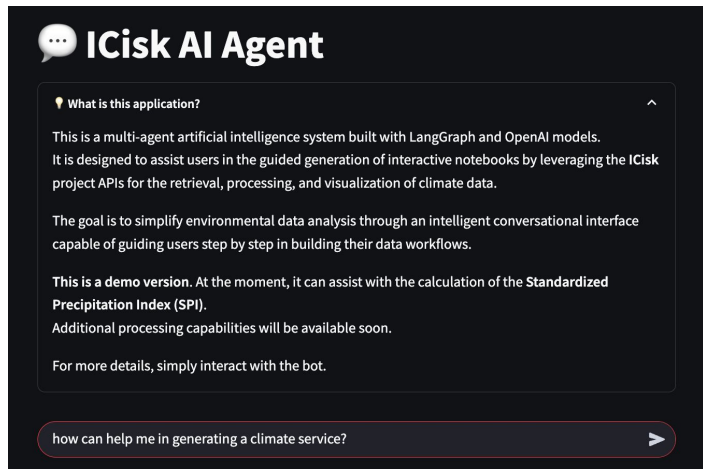 ICisk AI Agent
What is this application?
This is a multi-agent artificial intelligence system built with LangGraph and OpenAI models.
It is designed to assist users in the guided generation of interactive notebooks by leveraging the ICisk
project APIs for the retrieval, processing, and visualization of climate data.
The goal is to simplify environmental data analysis through an intelligent conversational interface
capable of guiding users step by step in building their data workflows.
This is a demo version. At the moment, it can assist with the calculation of the Standardized
Precipitation Index (SPI).
Additional processing capabilities will be available soon.
For more details, simply interact with the bot.
how can help me in generating a climate service?